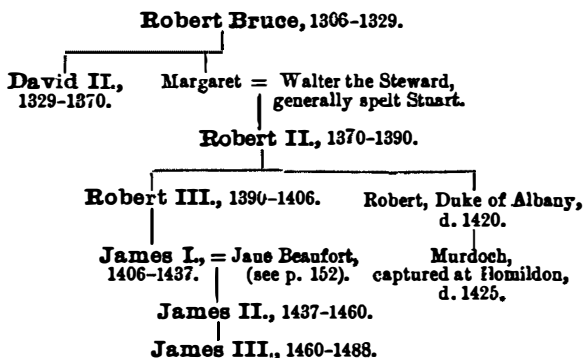 Robert Bruce, 1306-1329.
David II.,
1329-1370.
Margaret = Walter the Steward,
generally spelt Stuart.
Robert II., 1370-1390.
Robert III., 1390-1406.
Robert, Duke of Albany,
d. 1420.
James I., = Jane Beaufort,
1406-1437. (see p. 152).
Murdoch,
captured at Homildon,
d. 1425.
James II., 1437-1460.
James III., 1460-1488.